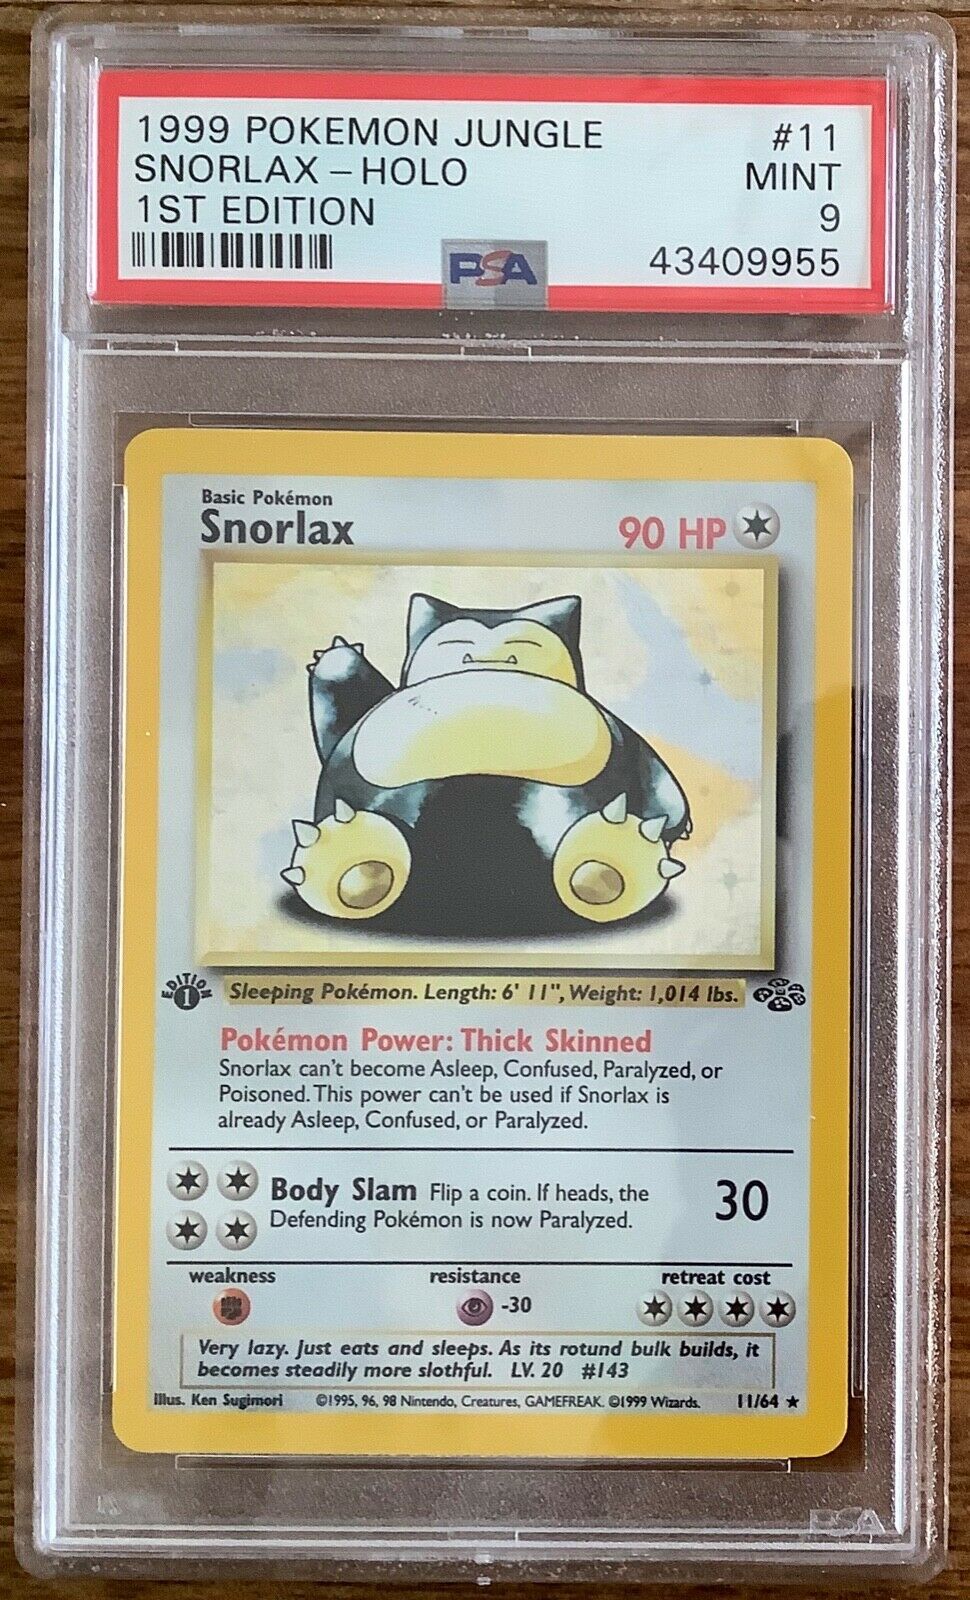 1999 POKEMON JUNGLE #11
SNORLAX - HOLO MINT
1ST EDITION 9
PSA 43409955
Basic Pokémon
Snorlax 90 HP
EDITION 1
Sleeping Pokémon. Length: 6' 11", Weight: 1,014 lbs.
Pokémon Power: Thick Skinned
Snorlax can't become Asleep, Confused, Paralyzed, or
Poisoned. This power can't be used if Snorlax is
already Asleep, Confused, or Paralyzed.
Body Slam Flip a coin. If heads, the
Defending Pokémon is now Paralyzed.
30
weakness resistance retreat cost
-30
Very lazy. Just eats and sleeps. As its rotund bulk builds, it
becomes steadily more slothful. LV. 20 #143
Illus. Ken Sugimori ©1995, 96, 98 Nintendo, Creatures, GAMEFREAK. ©1999 Wizards. 11/64 ★
PSA